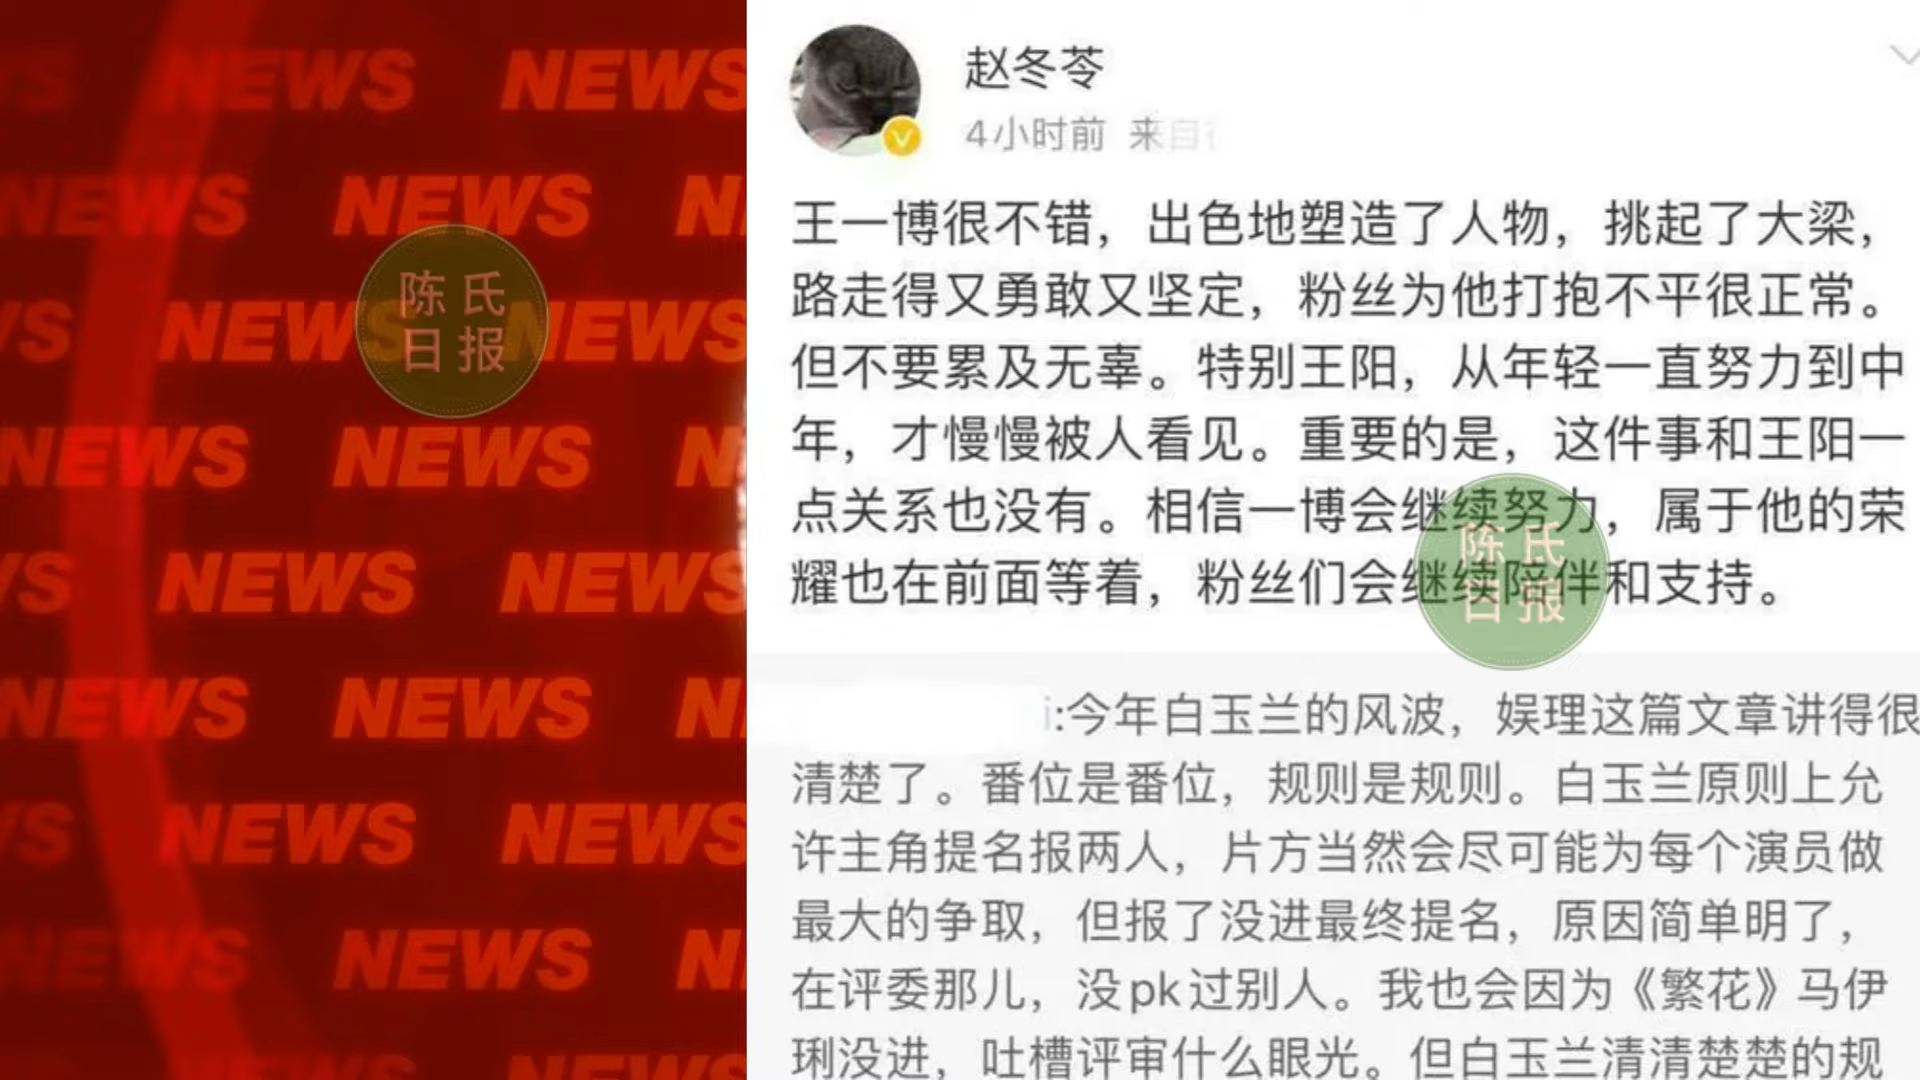 NEWS NEWS
NEWS NEWS
陈氏
日报
NEWS NEWS
NEWS NEWS
NEWS NEWS
NEWS NEWS
NEWS NEWS
NEWS NEWS
赵冬苓
4小时前 来自
王一博很不错，出色地塑造了人物，挑起了大梁，
路走得又勇敢又坚定，粉丝为他打抱不平很正常。
但不要累及无辜。特别王阳，从年轻一直努力到中
年，才慢慢被人看见。重要的是，这件事和王阳一
点关系也没有。相信一博会继续努力，属于他的荣
耀也在前面等着，粉丝们会继续陪伴和支持。
陈氏
日报
i:今年白玉兰的风波，娱理这篇文章讲得很
清楚了。番位是番位，规则是规则。白玉兰原则上允
许主角提名报两人，片方当然会尽可能为每个演员做
最大的争取，但报了没进最终提名，原因简单明了，
在评委那儿，没pk过别人。我也会因为《繁花》马伊
琍没进，吐槽评审什么眼光。但白玉兰清清楚楚的规